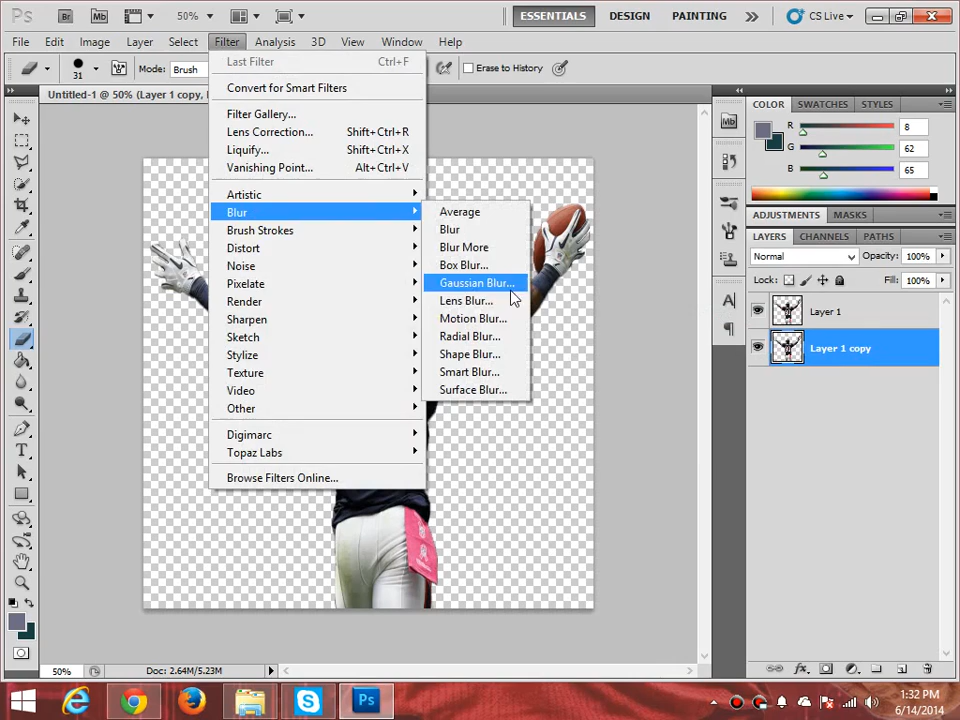 Ps Br Mb 50% ESSENTIALS DESIGN PAINTING CS Live
File Edit Image Layer Select Filter Analysis 3D View Window Help
31 Mode: Brush Erase to History
Untitled-1 @ 50% (Layer 1 copy,
Last Filter Ctrl+F
Convert for Smart Filters
Filter Gallery...
Lens Correction... Shift+Ctrl+R
Liquify... Shift+Ctrl+X
Vanishing Point... Alt+Ctrl+V
Artistic
Blur
Brush Strokes
Distort
Noise
Pixelate
Render
Sharpen
Sketch
Stylize
Texture
Video
Other
Digimarc
Topaz Labs
Browse Filters Online...
Average
Blur
Blur More
Box Blur...
Gaussian Blur...
Lens Blur...
Motion Blur...
Radial Blur...
Shape Blur...
Smart Blur...
Surface Blur...
Mb
COLOR SWATCHES STYLES
R 8
G 62
B 65
ADJUSTMENTS MASKS
LAYERS CHANNELS PATHS
Normal Opacity: 100%
Lock: Fill: 100%
Layer 1
Layer 1 copy
50% Doc: 2.64M/5.23M
Ps
1:32 PM
6/14/2014